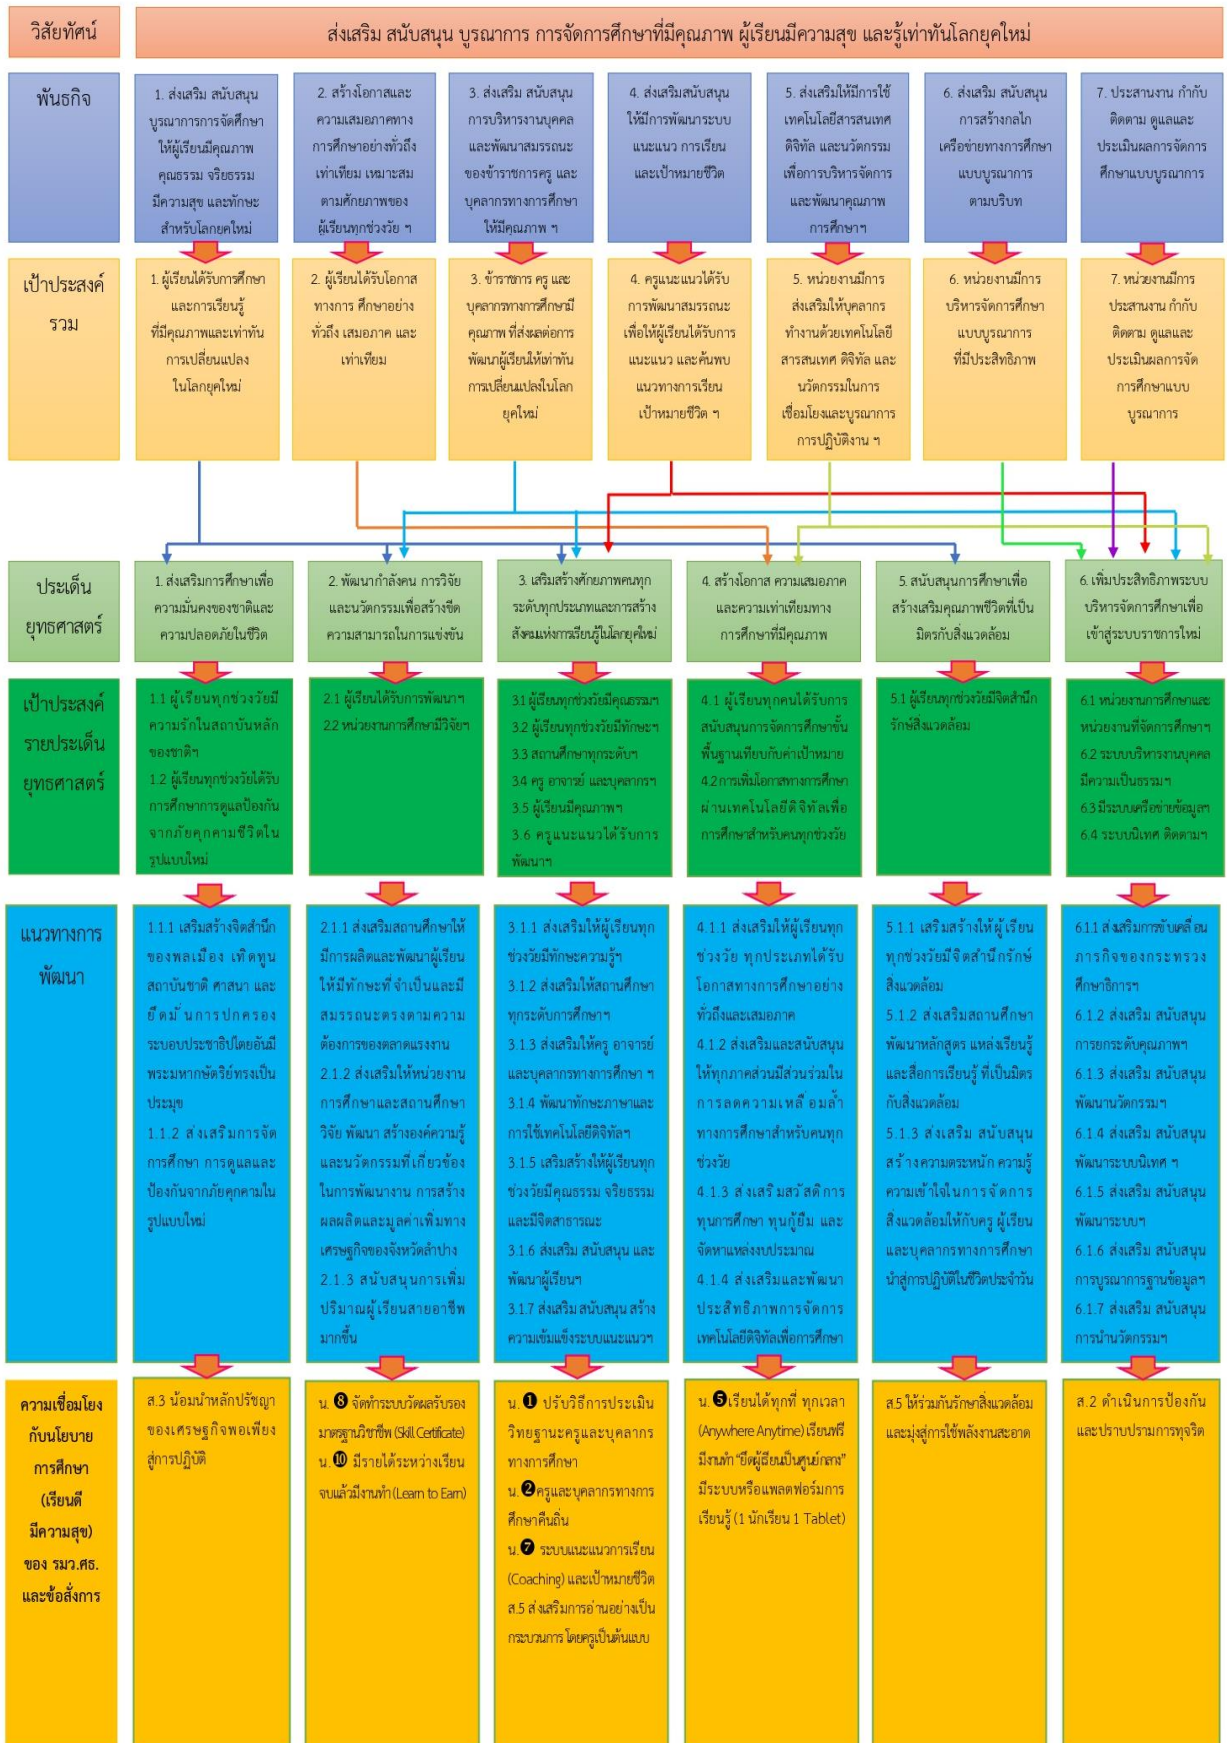 วิสัยทัศน์
ส่งเสริม สนับสนุน บูรณาการ การจัดการศึกษาที่มีคุณภาพ ผู้เรียนมีความสุข และรู้เท่าทันโลกยุคใหม่
พันธกิจ
1. ส่งเสริม สนับสนุน
บูรณาการการจัดศึกษา
ให้ผู้เรียนมีคุณภาพ
คุณธรรม จริยธรรม
มีความสุข และทักษะ
สำหรับโลกยุคใหม่
2. สร้างโอกาสและ
ความเสมอภาคทาง
การศึกษาอย่างทั่วถึง
เท่าเทียม เหมาะสม
ตามศักยภาพของ
ผู้เรียนทุกช่วงวัย ฯ
3. ส่งเสริม สนับสนุน
การบริหารงานบุคคล
และพัฒนาสมรรถนะ
ของข้าราชการครู และ
บุคลากรทางการศึกษา
ให้มีคุณภาพ ฯ
4. ส่งเสริมสนับสนุน
ให้มีการพัฒนาระบบ
แนะแนว การเรียน
และเป้าหมายชีวิต
5. ส่งเสริมให้มีการใช้
เทคโนโลยีสารสนเทศ
ดิจิทัล และนวัตกรรม
เพื่อการบริหารจัดการ
และพัฒนาคุณภาพ
การศึกษาฯ
6. ส่งเสริม สนับสนุน
การสร้างกลไก
เครือข่ายทางการศึกษา
แบบบูรณาการ
ตามบริบท
7. ประสานงาน กำกับ
ติดตาม ดูแลและ
ประเมินผลการจัดการ
ศึกษาแบบบูรณาการ
เป้าประสงค์
รวม
1. ผู้เรียนได้รับการศึกษา
และการเรียนรู้
ที่มีคุณภาพและเท่าทัน
การเปลี่ยนแปลง
ในโลกยุคใหม่
2. ผู้เรียนได้รับโอกาส
ทางการ ศึกษาอย่าง
ทั่วถึง เสมอภาค และ
เท่าเทียม
3. ข้าราชการ ครู และ
บุคลากรทางการศึกษามี
คุณภาพ ที่ส่งผลต่อการ
พัฒนาผู้เรียนให้เท่าทัน
การเปลี่ยนแปลงในโลก
ยุคใหม่
4. ครูแนะแนวได้รับ
การพัฒนาสมรรถนะ
เพื่อให้ผู้เรียนได้รับการ
แนะแนว และค้นพบ
แนวทางการเรียน
เป้าหมายชีวิต ฯ
5. หน่วยงานมีการ
ส่งเสริมให้บุคลากร
ทำงานด้วยเทคโนโลยี
สารสนเทศ ดิจิทัล และ
นวัตกรรมในการ
เชื่อมโยงและบูรณาการ
การปฏิบัติงาน ฯ
6. หน่วยงานมีการ
บริหารจัดการศึกษา
แบบบูรณาการ
ที่มีประสิทธิภาพ
7. หน่วยงานมีการ
ประสานงาน กำกับ
ติดตาม ดูแลและ
ประเมินผลการจัด
การศึกษาแบบ
บูรณาการ
ประเด็น
ยุทธศาสตร์
1. ส่งเสริมการศึกษาเพื่อ
ความมั่นคงของชาติและ
ความปลอดภัยในชีวิต
2. พัฒนากำลังคน การวิจัย
และนวัตกรรมเพื่อสร้างขีด
ความสามารถในการแข่งขัน
3. เสริมสร้างศักยภาพคนทุก
ระดับทุกประเภทและการสร้าง
สังคมแห่งการเรียนรู้ในโลกยุคใหม่
4. สร้างโอกาส ความเสมอภาค
และความเท่าเทียมทาง
การศึกษาที่มีคุณภาพ
5. สนับสนุนการศึกษาเพื่อ
สร้างเสริมคุณภาพชีวิตที่เป็น
มิตรกับสิ่งแวดล้อม
6. เพิ่มประสิทธิภาพระบบ
บริหารจัดการศึกษาเพื่อ
เข้าสู่ระบบราชการใหม่
เป้าประสงค์
รายประเด็น
ยุทธศาสตร์
1.1 ผู้เรียนทุกช่วงวัยมี
ความรักในสถาบันหลัก
ของชาติฯ
1.2 ผู้เรียนทุกช่วงวัยได้รับ
การศึกษาการดูแลป้องกัน
จากภัยคุกคามชีวิตใน
รูปแบบใหม่
2.1 ผู้เรียนได้รับการพัฒนาฯ
2.2 หน่วยงานการศึกษามีวิจัยฯ
3.1 ผู้เรียนทุกช่วงวัยมีคุณธรรมฯ
3.2 ผู้เรียนทุกช่วงวัยมีทักษะฯ
3.3 สถานศึกษาทุกระดับฯ
3.4 ครู อาจารย์ และบุคลากรฯ
3.5 ผู้เรียนมีคุณภาพฯ
3.6 ครูแนะแนวได้รับการ
พัฒนาฯ
4.1 ผู้เรียนทุกคนได้รับการ
สนับสนุนการจัดการศึกษาขั้น
พื้นฐานเทียบกับค่าเป้าหมาย
4.2 การเพิ่มโอกาสทางการศึกษา
ผ่านเทคโนโลยีดิจิทัลเพื่อ
การศึกษาสำหรับคนทุกช่วงวัย
5.1 ผู้เรียนทุกช่วงวัยมีจิตสำนึก
รักษ์สิ่งแวดล้อม
6.1 หน่วยงานการศึกษาและ
หน่วยงานที่จัดการศึกษาฯ
6.2 ระบบบริหารงานบุคคล
มีความเป็นธรรมฯ
6.3 มีระบบเครือข่ายข้อมูลฯ
6.4 ระบบนิเทศ ติดตามฯ
แนวทางการ
พัฒนา
1.1.1 เสริมสร้างจิตสำนึก
ของพลเมือง เทิดทูน
สถาบันชาติ ศาสนา และ
ยึดมั่นการปกครอง
ระบอบประชาธิปไตยอันมี
พระมหากษัตริย์ทรงเป็น
ประมุข
1.1.2 ส่งเสริมการจัด
การศึกษา การดูแลและ
ป้องกันจากภัยคุกคามใน
รูปแบบใหม่
2.1.1 ส่งเสริมสถานศึกษาให้
มีการผลิตและพัฒนาผู้เรียน
ให้มีทักษะที่จำเป็นและมี
สมรรถนะตรงตามความ
ต้องการของตลาดแรงงาน
2.1.2 ส่งเสริมให้หน่วยงาน
การศึกษาและสถานศึกษา
วิจัย พัฒนา สร้างองค์ความรู้
และนวัตกรรมที่เกี่ยวข้อง
ในการพัฒนางาน การสร้าง
ผลผลิตและมูลค่าเพิ่มทาง
เศรษฐกิจของจังหวัดลำปาง
2.1.3 สนับสนุนการเพิ่ม
ปริมาณผู้เรียนสายอาชีพ
มากขึ้น
3.1.1 ส่งเสริมให้ผู้เรียนทุก
ช่วงวัยมีทักษะความรู้ฯ
3.1.2 ส่งเสริมให้สถานศึกษา
ทุกระดับการศึกษาฯ
3.1.3 ส่งเสริมให้ครู อาจารย์
และบุคลากรทางการศึกษา ฯ
3.1.4 พัฒนาทักษะภาษาและ
การใช้เทคโนโลยีดิจิทัลฯ
3.1.5 เสริมสร้างให้ผู้เรียนทุก
ช่วงวัยมีคุณธรรม จริยธรรม
และมีจิตสาธารณะ
3.1.6 ส่งเสริม สนับสนุน และ
พัฒนาผู้เรียนฯ
3.1.7 ส่งเสริม สนับสนุน สร้าง
ความเข้มแข็งระบบแนะแนวฯ
4.1.1 ส่งเสริมให้ผู้เรียนทุก
ช่วงวัย ทุกประเภทได้รับ
โอกาสทางการศึกษาอย่าง
ทั่วถึงและเสมอภาค
4.1.2 ส่งเสริมและสนับสนุน
ให้ทุกภาคส่วนมีส่วนร่วมใน
การลดความเหลื่อมล้ำ
ทางการศึกษาสำหรับคนทุก
ช่วงวัย
4.1.3 ส่งเสริมสวัสดิการ
ทุนการศึกษา ทุนกู้ยืม และ
จัดหาแหล่งงบประมาณ
4.1.4 ส่งเสริมและพัฒนา
ประสิทธิภาพการจัดการ
เทคโนโลยีดิจิทัลเพื่อการศึกษา
5.1.1 เสริมสร้างให้ผู้เรียน
ทุกช่วงวัยมีจิตสำนึกรักษ์
สิ่งแวดล้อม
5.1.2 ส่งเสริมสถานศึกษา
พัฒนาหลักสูตร แหล่งเรียนรู้
และสื่อการเรียนรู้ ที่เป็นมิตร
กับสิ่งแวดล้อม
5.1.3 ส่งเสริม สนับสนุน
สร้างความตระหนัก ความรู้
ความเข้าใจในการจัดการ
สิ่งแวดล้อมให้กับครู ผู้เรียน
และบุคลากรทางการศึกษา
นำสู่การปฏิบัติในชีวิตประจำวัน
6.1.1 ส่งเสริมการขับเคลื่อน
ภารกิจของกระทรวง
ศึกษาธิการฯ
6.1.2 ส่งเสริม สนับสนุน
การยกระดับคุณภาพฯ
6.1.3 ส่งเสริม สนับสนุน
พัฒนานวัตกรรมฯ
6.1.4 ส่งเสริม สนับสนุน
พัฒนาระบบนิเทศ ฯ
6.1.5 ส่งเสริม สนับสนุน
พัฒนาระบบฯ
6.1.6 ส่งเสริม สนับสนุน
การบูรณาการฐานข้อมูลฯ
6.1.7 ส่งเสริม สนับสนุน
การนำนวัตกรรมฯ
ความเชื่อมโยง
กับนโยบาย
การศึกษา
(เรียนดี
มีความสุข)
ของ รมว.ศธ.
และข้อสั่งการ
ส.3 น้อมนำหลักปรัชญา
ของเศรษฐกิจพอเพียง
สู่การปฏิบัติ
น. ❽ จัดทำระบบวัดผลรับรอง
มาตรฐานวิชาชีพ (Skill Certificate)
น. ❿ มีรายได้ระหว่างเรียน
จบแล้วมีงานทำ (Learn to Earn)
น. ❶ ปรับวิธีการประเมิน
วิทยฐานะครูและบุคลากร
ทางการศึกษา
น. ❷ครูและบุคลากรทางการ
ศึกษาคืนถิ่น
น. ❼ ระบบแนะแนวการเรียน
(Coaching) และเป้าหมายชีวิต
ส.5 ส่งเสริมการอ่านอย่างเป็น
กระบวนการ โดยครูเป็นต้นแบบ
น. ❺เรียนได้ทุกที่ ทุกเวลา
(Anywhere Anytime) เรียนฟรี
มีงานทำ “ยึดผู้เรียนเป็นศูนย์กลาง”
มีระบบหรือแพลตฟอร์มการ
เรียนรู้ (1 นักเรียน 1 Tablet)
ส.5 ให้ร่วมกันรักษาสิ่งแวดล้อม
และมุ่งสู่การใช้พลังงานสะอาด
ส.2 ดำเนินการป้องกัน
และปราบปรามการทุจริต